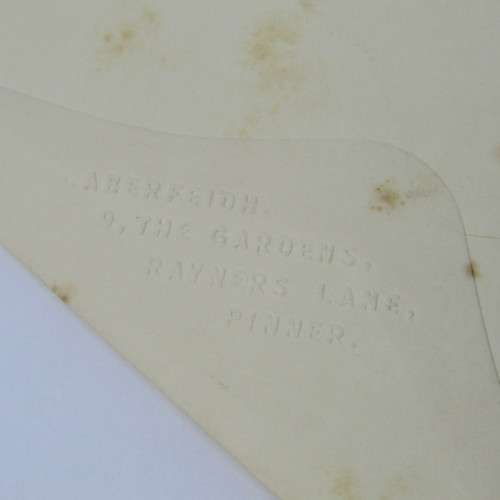 ABERFEIDH.
9, THE GARDENS,
RAYNERS LANE,
PINNER.